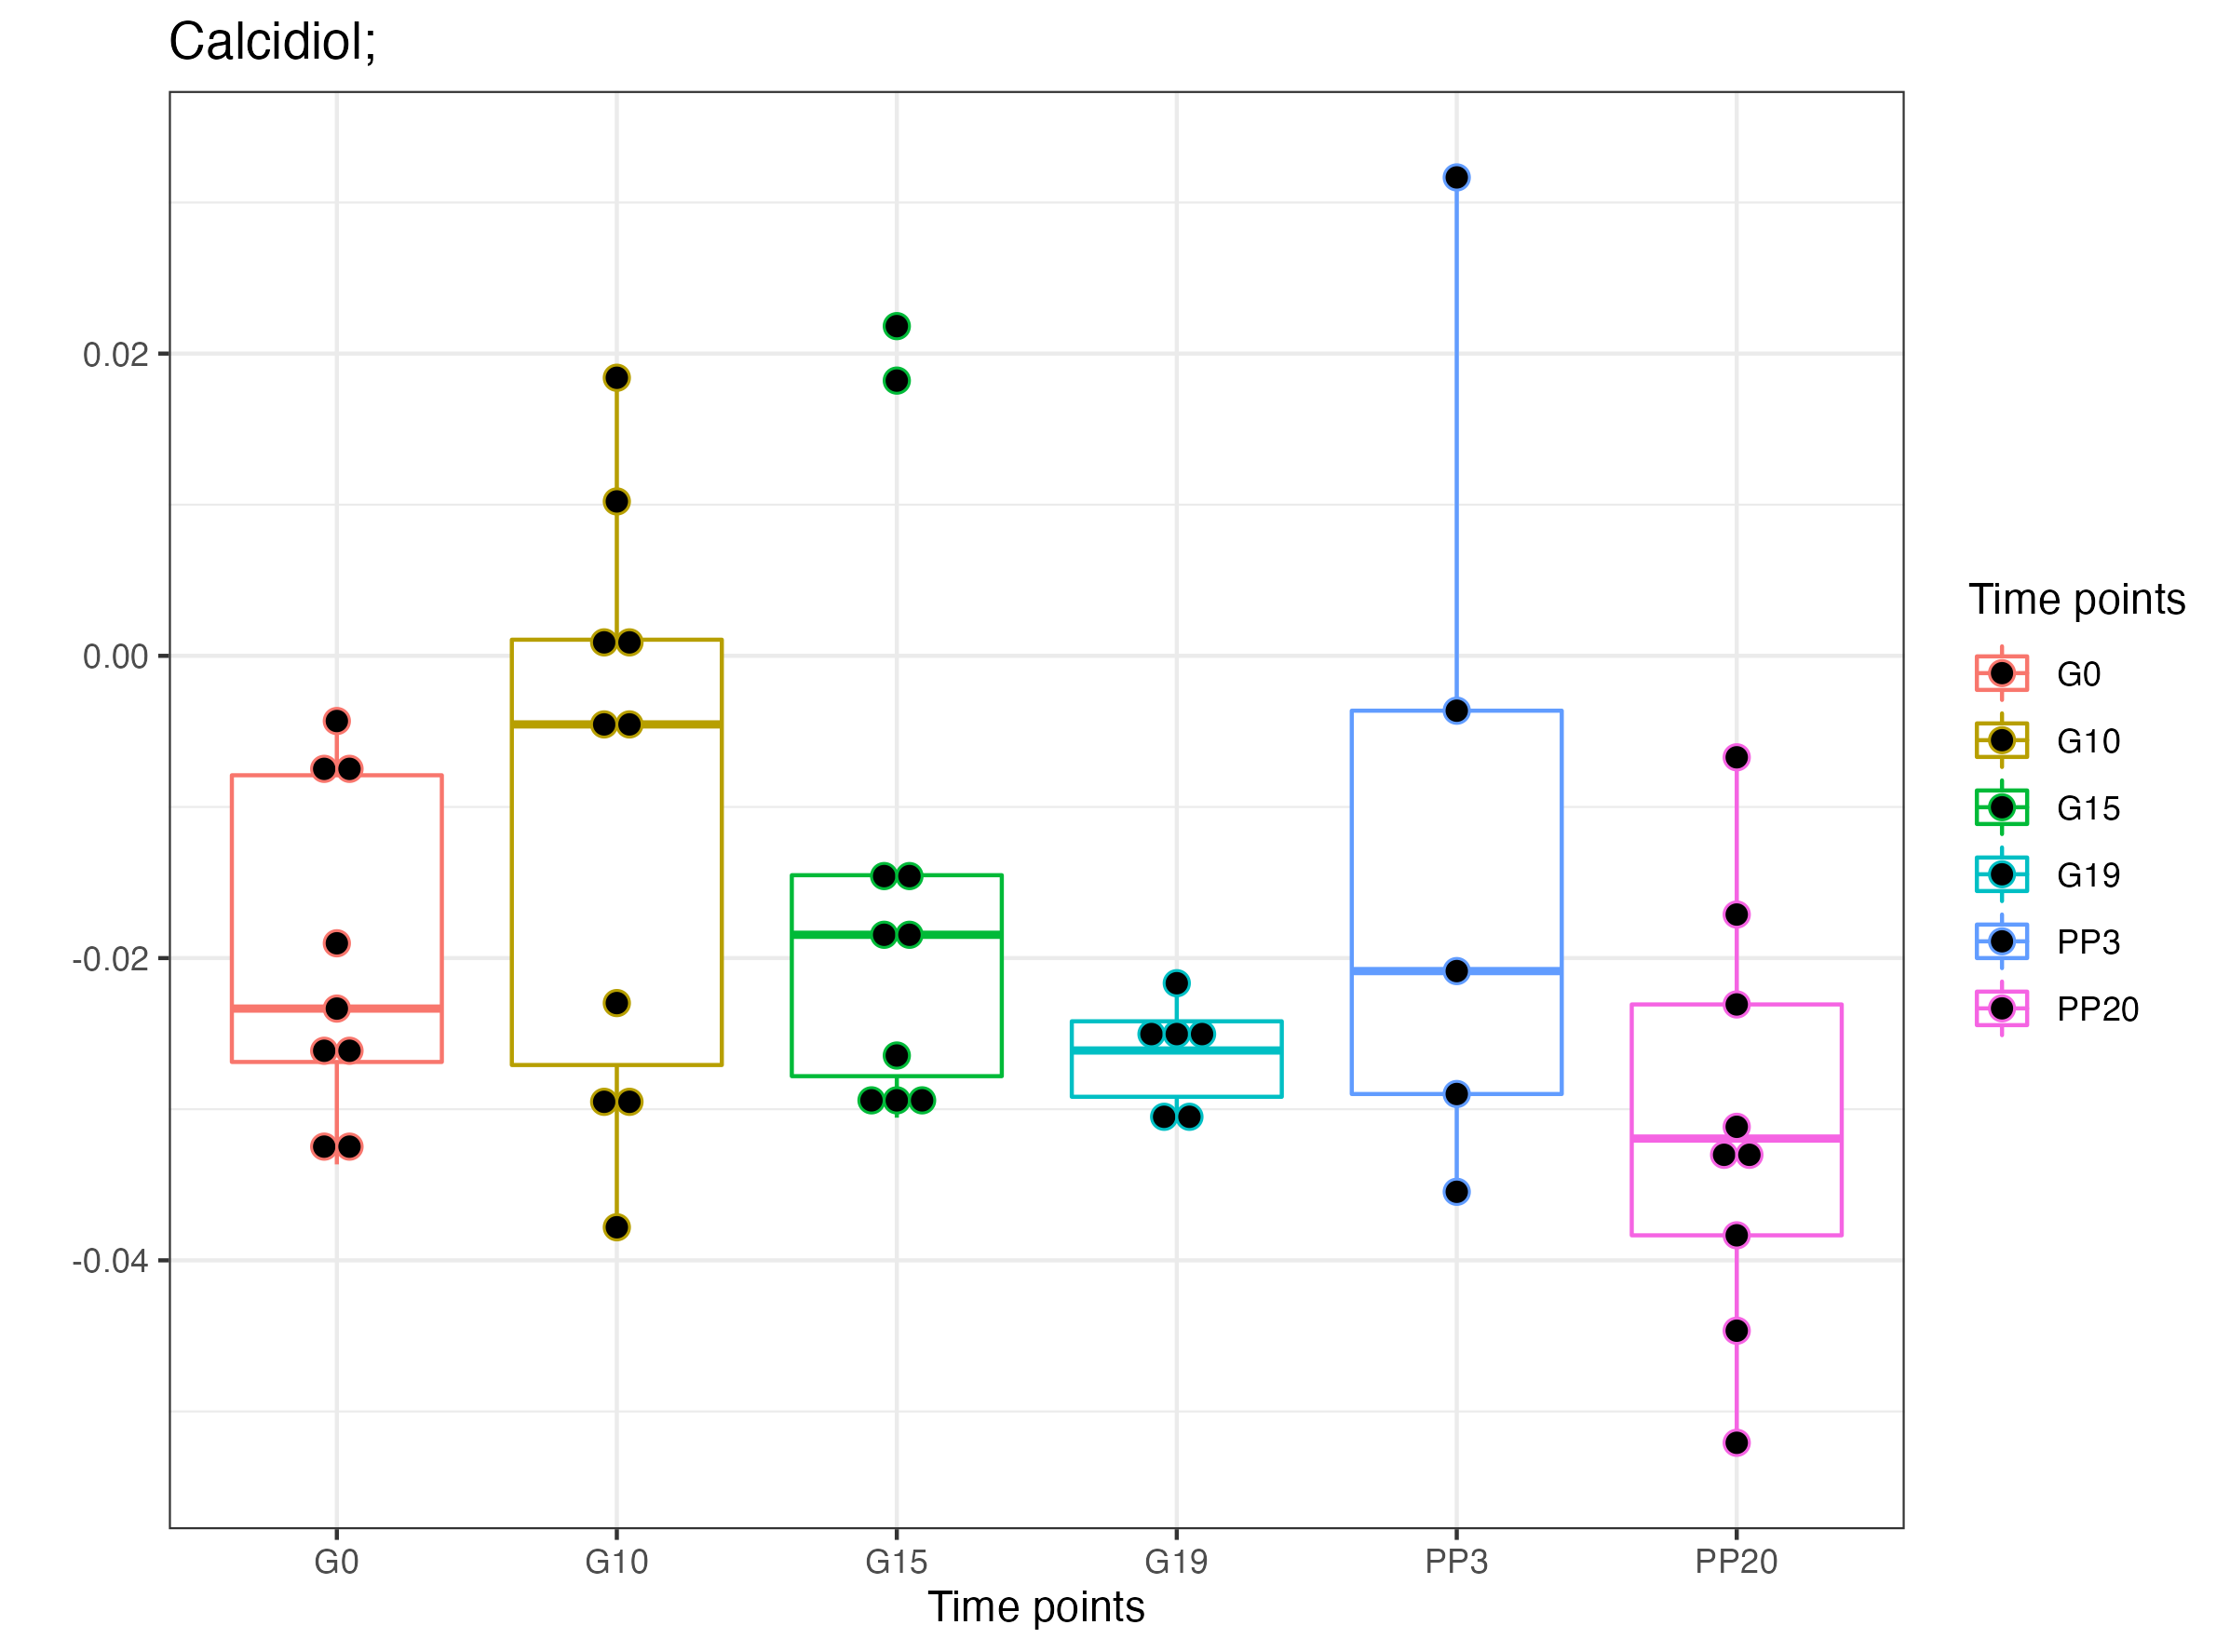 Calcidiol;
0.02
0.00
-0.02
-0.04
G0 G10 G15 G19 PP3 PP20
Time points
Time points
G0
G10
G15
G19
PP3
PP20